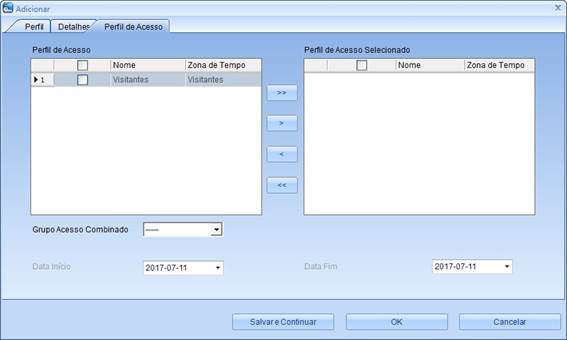 Adicionar
Perfil Detalhes Perfil de Acesso
Perfil de Acesso
Nome Zona de Tempo
1 Visitantes Visitantes
>>
>
<
<<
Perfil de Acesso Selecionado
Nome Zona de Tempo
Grupo Acesso Combinado -----
Data Início 2017-07-11
Data Fim 2017-07-11
Salvar e Continuar OK Cancelar